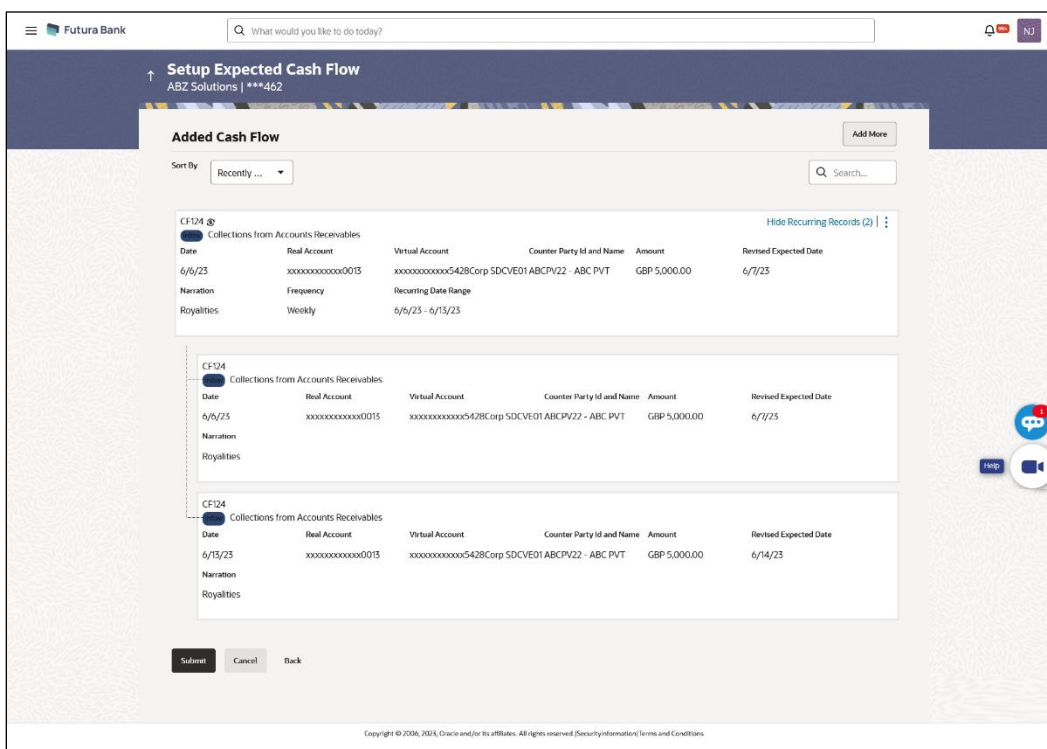 Futura Bank What would you like to do today? 99+ NJ
Setup Expected Cash Flow
ABZ Solutions | ***462
Added Cash Flow Add More
Sort By Recently ... Search...
CF124 Hide Recurring Records (2)
Inflow Collections from Accounts Receivables
Date Real Account Virtual Account Counter Party Id and Name Amount Revised Expected Date
6/6/23 xxxxxxxxxxxx0013 xxxxxxxxxxxx5428Corp SDCVE01 ABCPV22 - ABC PVT GBP 5,000.00 6/7/23
Narration Frequency Recurring Date Range
Royalities Weekly 6/6/23 - 6/13/23
CF124
Inflow Collections from Accounts Receivables
Date Real Account Virtual Account Counter Party Id and Name Amount Revised Expected Date
6/6/23 xxxxxxxxxxxx0013 xxxxxxxxxxxx5428Corp SDCVE01 ABCPV22 - ABC PVT GBP 5,000.00 6/7/23
Narration
Royalities
1
Help
CF124
Inflow Collections from Accounts Receivables
Date Real Account Virtual Account Counter Party Id and Name Amount Revised Expected Date
6/13/23 xxxxxxxxxxxx0013 xxxxxxxxxxxx5428Corp SDCVE01 ABCPV22 - ABC PVT GBP 5,000.00 6/14/23
Narration
Royalities
Submit Cancel Back
Copyright © 2006, 2023, Oracle and/or its affiliates. All rights reserved.|SecurityInformation|Terms and Conditions